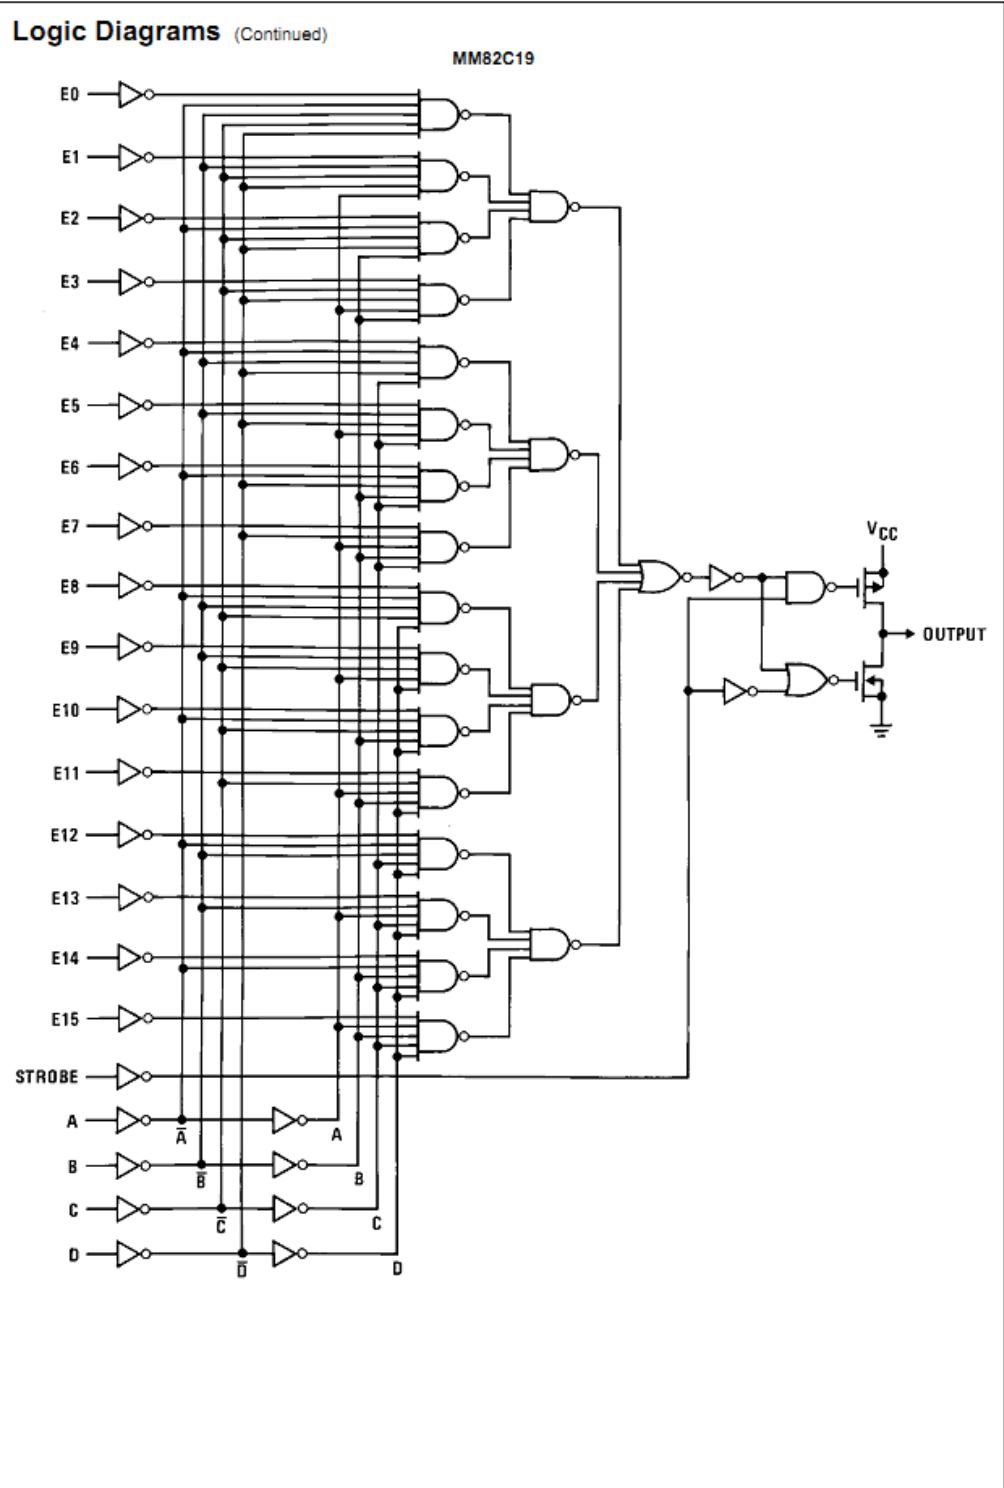 Logic Diagrams (Continued)
MM82C19
E0
E1
E2
E3
E4
E5
E6
E7
VCC
E8
OUTPUT
E9
E10
E11
E12
E13
E14
E15
STROBE
A
A̅
A
B
B̅
B
C
C̅
C
D
D̅
D